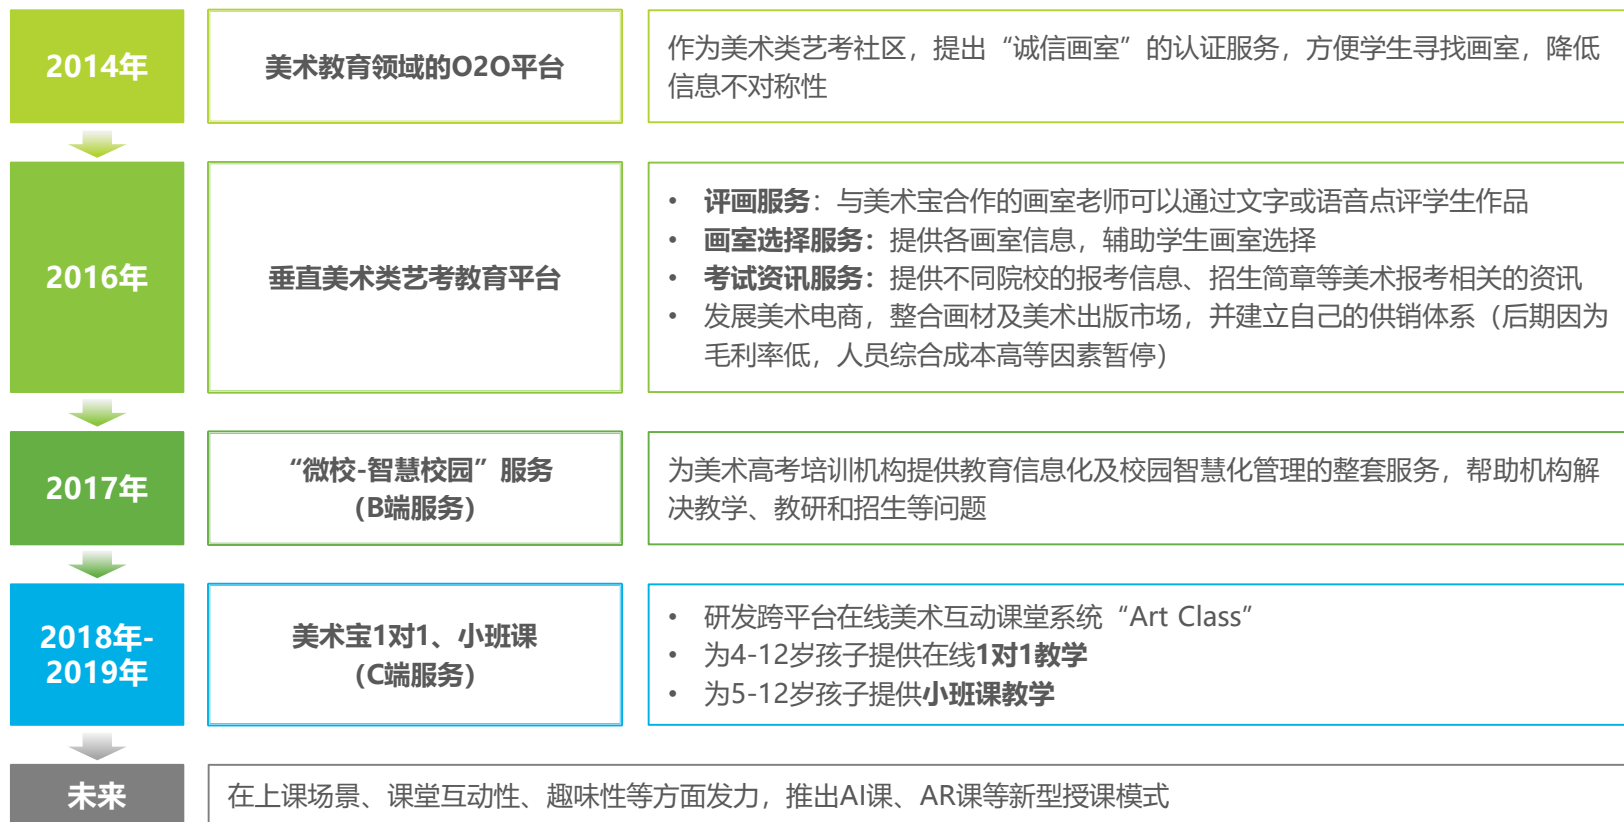 2014年
美术教育领域的O2O平台
作为美术类艺考社区，提出“诚信画室”的认证服务，方便学生寻找画室，降低
信息不对称性
2016年
垂直美术类艺考教育平台
• 评画服务：与美术宝合作的画室老师可以通过文字或语音点评学生作品
• 画室选择服务：提供各画室信息，辅助学生画室选择
• 考试资讯服务：提供不同院校的报考信息、招生简章等美术报考相关的资讯
• 发展美术电商，整合画材及美术出版市场，并建立自己的供销体系（后期因为
毛利率低，人员综合成本高等因素暂停）
2017年
“微校-智慧校园”服务
（B端服务）
为美术高考培训机构提供教育信息化及校园智慧化管理的整套服务，帮助机构解
决教学、教研和招生等问题
2018年-
2019年
美术宝1对1、小班课
（C端服务）
• 研发跨平台在线美术互动课堂系统“Art Class”
• 为4-12岁孩子提供在线1对1教学
• 为5-12岁孩子提供小班课教学
未来
在上课场景、课堂互动性、趣味性等方面发力，推出AI课、AR课等新型授课模式